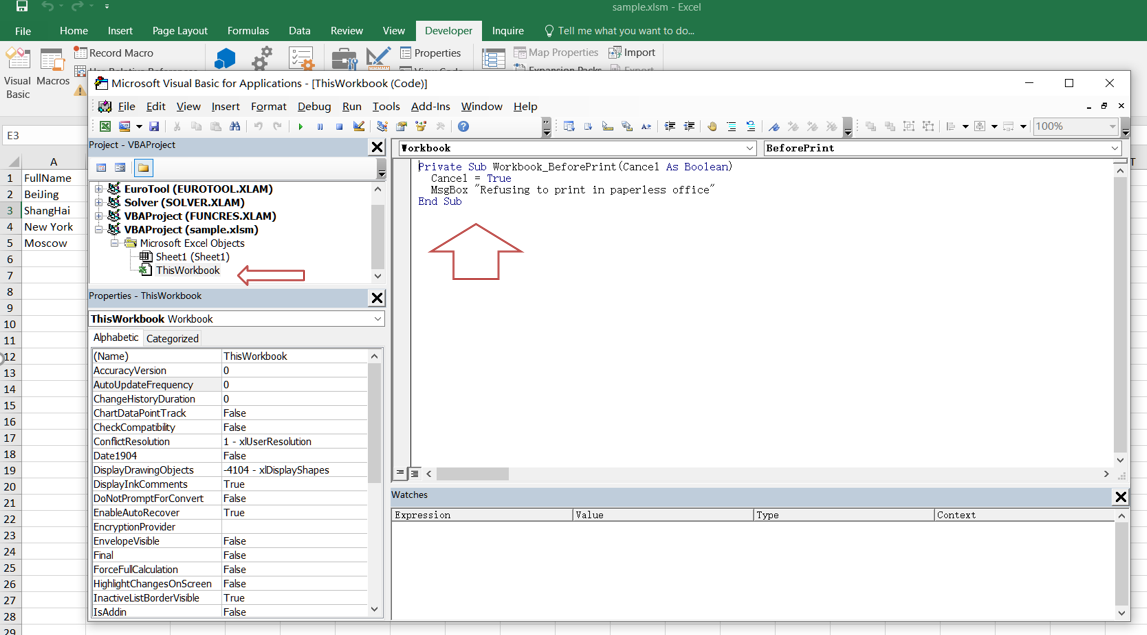 sample.xlsm - Excel
File Home Insert Page Layout Formulas Data Review View Developer Inquire Tell me what you want to do...
Visual Basic
Macros
Record Macro
Properties
Map Properties
Import
Expansion Packs
Export
E3
A
1 FullName
2 BeiJing
3 ShangHai
4 New York
5 Moscow
6
7
8
9
10
11
12
13
14
15
16
17
18
19
20
21
22
23
24
25
26
27
28
29
T
Microsoft Visual Basic for Applications - [ThisWorkbook (Code)]
File Edit View Insert Format Debug Run Tools Add-Ins Window Help
100%
Project - VBAProject
EuroTool (EUROTOOL.XLAM)
Solver (SOLVER.XLAM)
VBAProject (FUNCRES.XLAM)
VBAProject (sample.xlsm)
Microsoft Excel Objects
Sheet1 (Sheet1)
ThisWorkbook
Properties - ThisWorkbook
ThisWorkbook Workbook
Alphabetic Categorized
(Name) ThisWorkbook
AccuracyVersion 0
AutoUpdateFrequency 0
ChangeHistoryDuration 0
ChartDataPointTrack False
CheckCompatibility False
ConflictResolution 1 - xlUserResolution
Date1904 False
DisplayDrawingObjects -4104 - xlDisplayShapes
DisplayInkComments True
DoNotPromptForConvert False
EnableAutoRecover True
EncryptionProvider
EnvelopeVisible False
Final False
ForceFullCalculation False
HighlightChangesOnScreen False
InactiveListBorderVisible True
IsAddin False
Workbook BeforePrint
Private Sub Workbook_BeforePrint(Cancel As Boolean)
Cancel = True
MsgBox "Refusing to print in paperless office"
End Sub
Watches
Expression Value Type Context